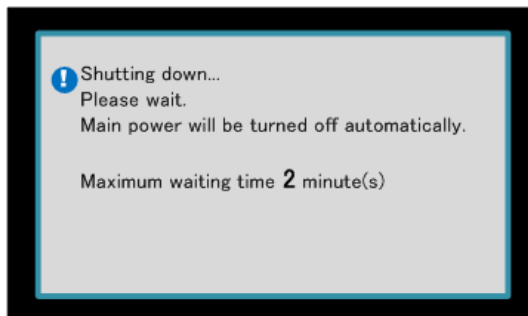 Shutting down...
Please wait.
Main power will be turned off automatically.
Maximum waiting time 2 minute(s)